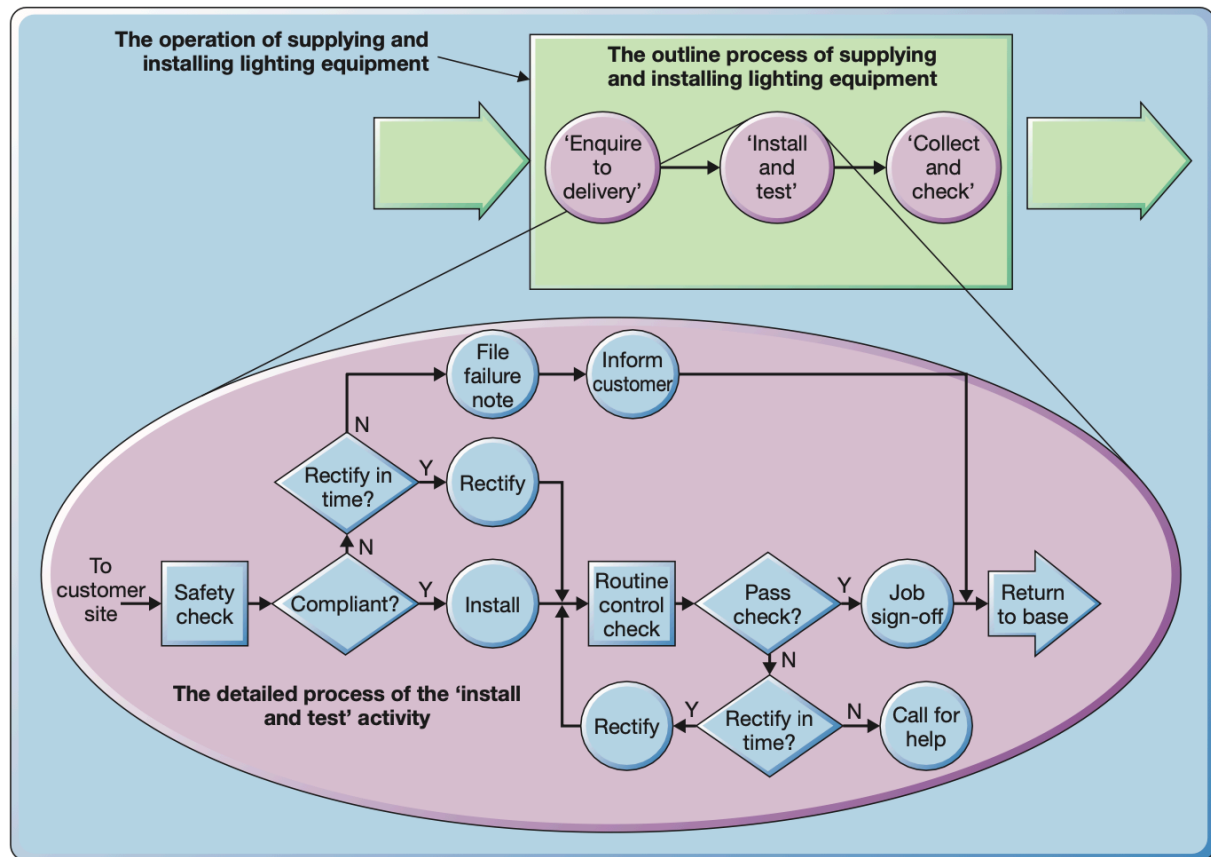 The operation of supplying and
installing lighting equipment
The outline process of supplying
and installing lighting equipment
‘Enquire
to
delivery’
‘Install
and
test’
‘Collect
and
check’
File
failure
note
Inform
customer
N
Rectify in
time?
Y
Rectify
N
To
customer
site
Safety
check
Compliant?
Y
Install
Routine
control
check
Pass
check?
Y
Job
sign-off
Return
to base
N
The detailed process of the ‘install
and test’ activity
Rectify
Y
Rectify in
time?
N
Call for
help